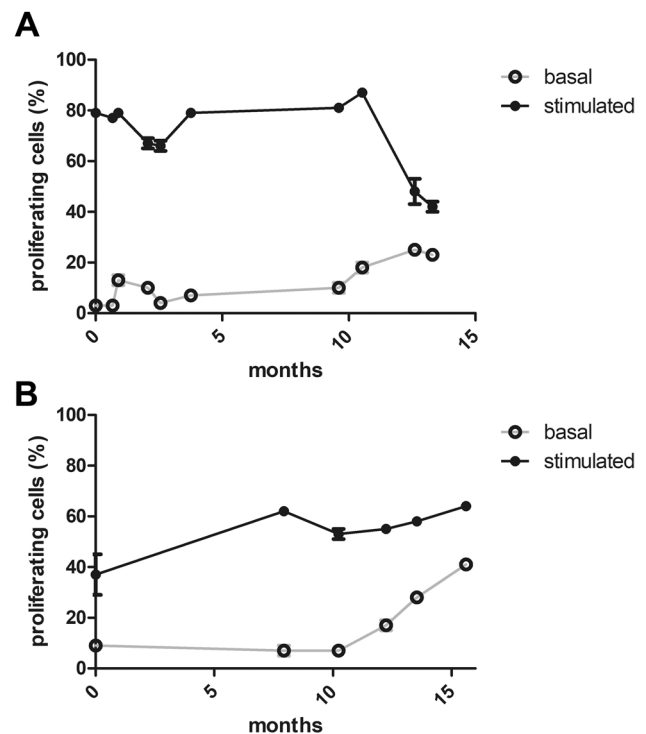 A
100
80
60
40
20
0
proliferating cells (%)
0
5
10
15
months
basal
stimulated
B
100
80
60
40
20
0
proliferating cells (%)
0
5
10
15
months
basal
stimulated